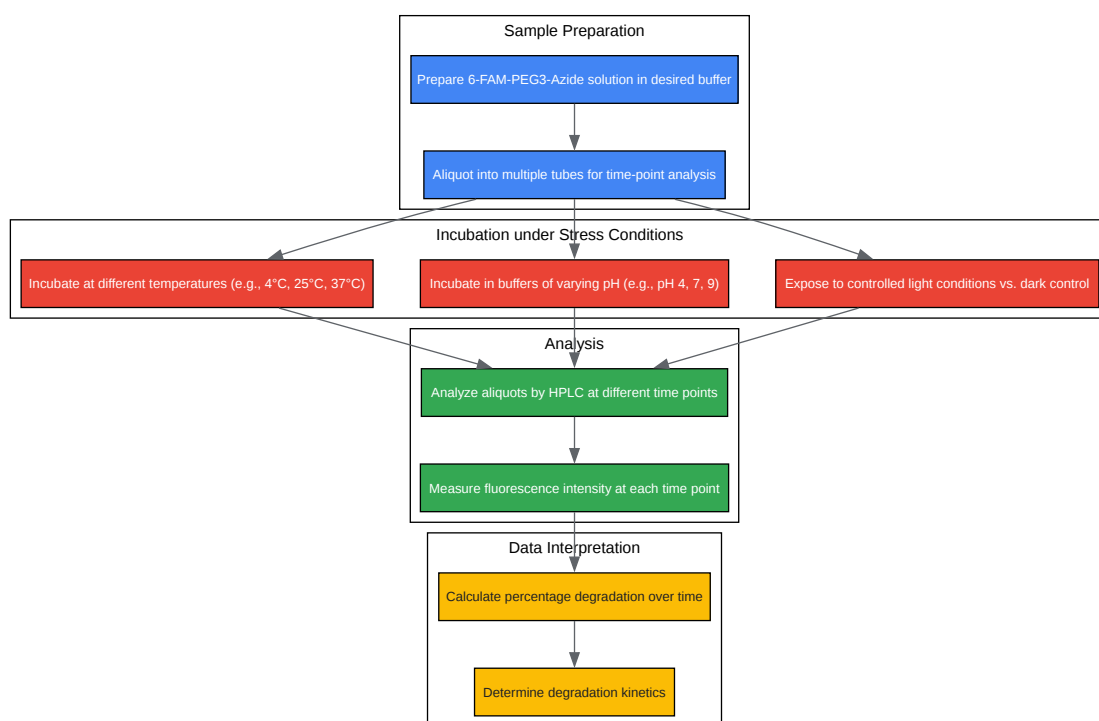 Sample Preparation
Prepare 6-FAM-PEG3-Azide solution in desired buffer
Aliquot into multiple tubes for time-point analysis
Incubation under Stress Conditions
Incubate at different temperatures (e.g., 4°C, 25°C, 37°C)
Incubate in buffers of varying pH (e.g., pH 4, 7, 9)
Expose to controlled light conditions vs. dark control
Analysis
Analyze aliquots by HPLC at different time points
Measure fluorescence intensity at each time point
Data Interpretation
Calculate percentage degradation over time
Determine degradation kinetics